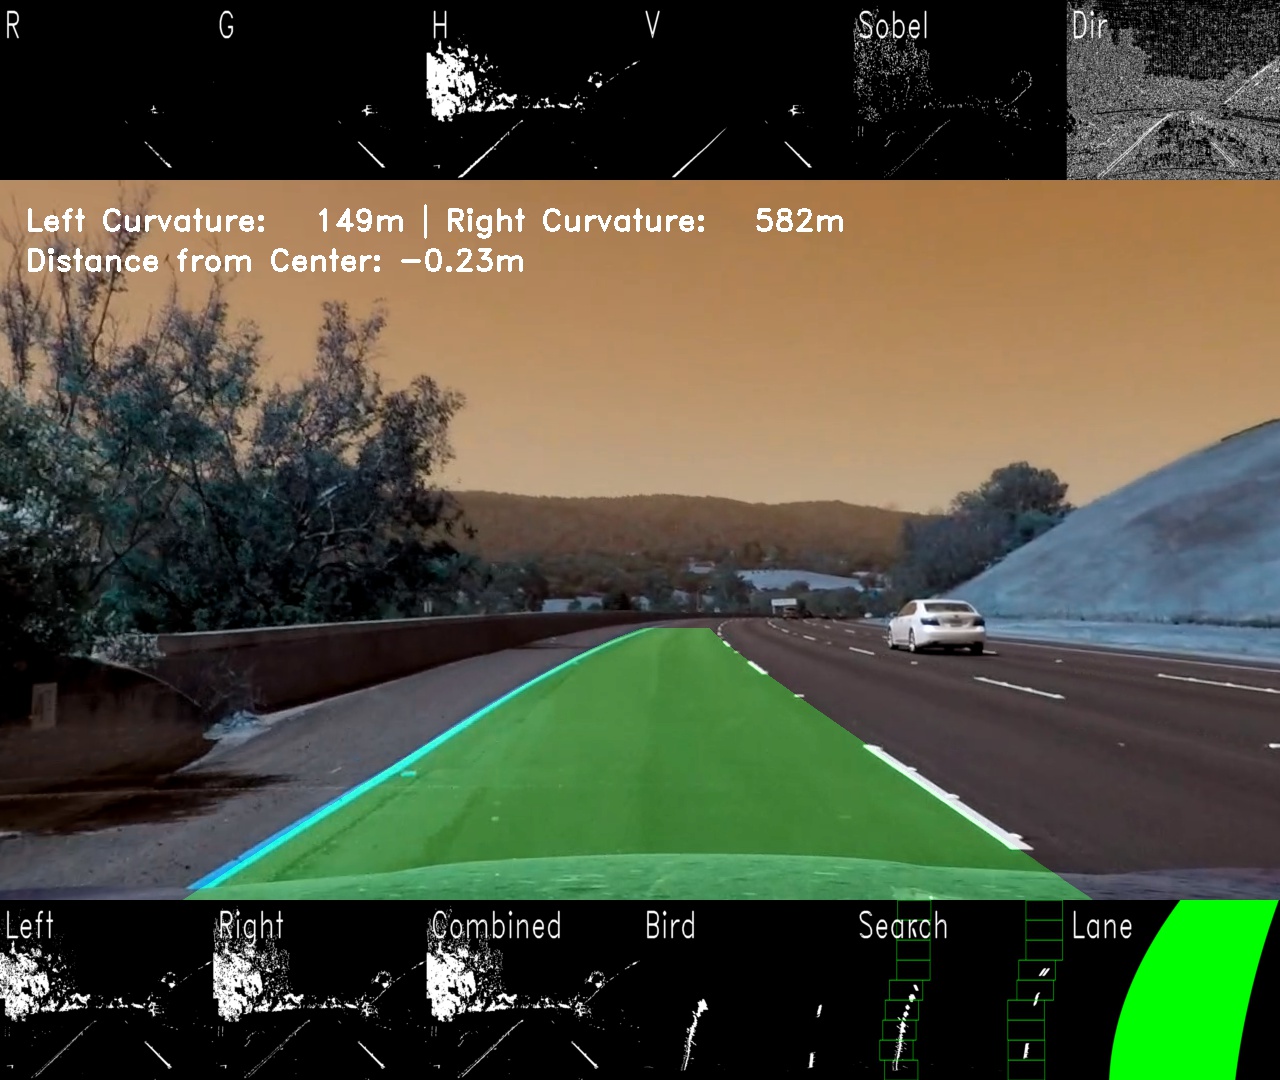 R G H V Sobel Dir
Left Curvature: 149m | Right Curvature: 582m
Distance from Center: -0.23m
Left Right Combined Bird Search Lane